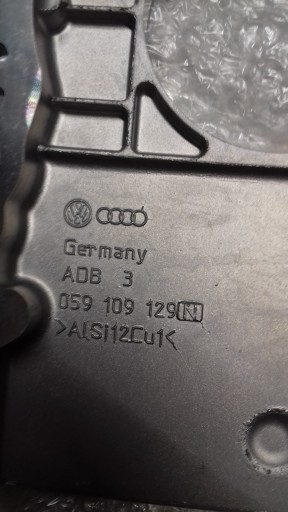 Germany
ADB 3
059 109 129 N
>AlSi12Cu1<